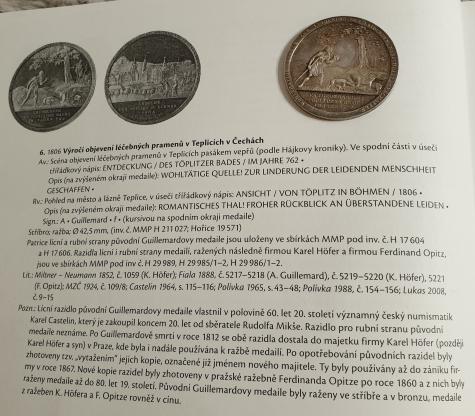 6. 1806 Výročí objevení léčebných pramenů v Teplicích v Čechách
Av.: Scéna objevení léčebných pramenů v Teplicích pasákem vepřů (podle Hájkovy kroniky). Ve spodní části v úseči
třířádkový nápis: ENTDECKUNG / DES TÖPLITZER BADES / IM JAHRE 762 •
Opis (na zvýšeném okraji medaile): WOHLTÄTIGE QUELLE! ZUR LINDERUNG DER LEIDENDEN MENSCHHEIT
GESCHAFFEN •
Rv.: Pohled na město a lázně Teplice, v úseči třířádkový nápis: ANSICHT / VON TÖPLITZ IN BÖHMEN / 1806 •
Opis (na zvýšeném okraji medaile): ROMANTISCHES THAL! FROHER RÜCKBLICK AN ÜBERSTANDENE LEIDEN •
Sign.: A • Guillemard • f • (kursivou na spodním okraji medaile)
Stříbro; ražba; Ø 42,5 mm, (inv. č. MMP H 211 027; Hořice 19 571)
Patrice lícní i rubní strany původní Guillemardovy medaile jsou uloženy ve sbírkách MMP pod inv. č. H 17 604
a H 17 606. Razidla lícní i rubní strany medailí, ražených následně firmou Karel Höfer a firmou Ferdinand Opitz,
jsou ve sbírkách MMP pod inv. č. H 29 989, H 29 985/1–2, H 29 986/1–2.
Lit.: Miltner – Neumann 1852, č. 1059 (K. Höfer); Fiala 1888, č. 5217–5218 (A. Guillemard), č. 5219–5220 (K. Höfer), 5221
(F. Opitz); MZČ 1924, č. 109/8; Castelin 1964, s. 115–116; Polívka 1965, s. 43–48; Polívka 1988, č. 154–156; Lukas 2008,
č. 9–15
Pozn.: Lícní razidlo původní Guillemardovy medaile vlastnil v polovině 60. let 20. století významný český numismatik
Karel Castelin, který je zakoupil koncem 20. let od sběratele Rudolfa Mikše. Razidlo pro rubní stranu původní
medaile neznáme. Po Guillemardově smrti v roce 1812 se obě razidla dostala do majetku firmy Karel Höfer (později
Karel Höfer a syn) v Praze, kde byla i nadále používána k ražbě medailí. Po opotřebování původních razidel byly
zhotoveny tzv. „vytažením“ jejich kopie, označené již jménem nového majitele. Ty byly používány až do zániku fir-
my v roce 1867. Nové kopie razidel byly zhotoveny v pražské raženbě Ferdinanda Opitze po roce 1860 a z nich byly
raženy medaile až do 80. let 19. století. Původní Guillemardovy medaile byly raženy ve stříbře i v cínu, medaile
z raženben K. Höfera a F. Opitze rovněž v cínu.